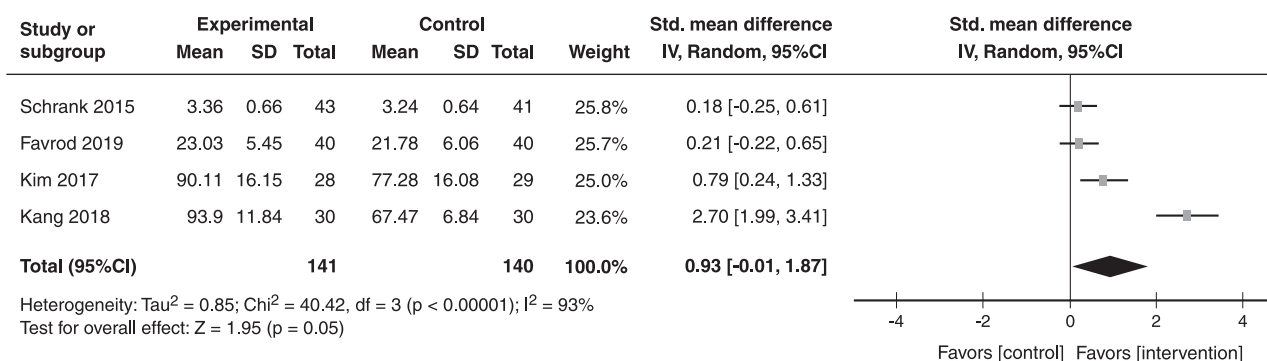 Study or subgroup Experimental Control Std. mean difference Std. mean difference
Mean SD Total Mean SD Total Weight IV, Random, 95%CI IV, Random, 95%CI
Schrank 2015 3.36 0.66 43 3.24 0.64 41 25.8% 0.18 [-0.25, 0.61]
Favrod 2019 23.03 5.45 40 21.78 6.06 40 25.7% 0.21 [-0.22, 0.65]
Kim 2017 90.11 16.15 28 77.28 16.08 29 25.0% 0.79 [0.24, 1.33]
Kang 2018 93.9 11.84 30 67.47 6.84 30 23.6% 2.70 [1.99, 3.41]
Total (95%CI) 141 140 100.0% 0.93 [-0.01, 1.87]
Heterogeneity: Tau² = 0.85; Chi² = 40.42, df = 3 (p < 0.00001); I² = 93%
Test for overall effect: Z = 1.95 (p = 0.05)
-4 -2 0 2 4
Favors [control] Favors [intervention]